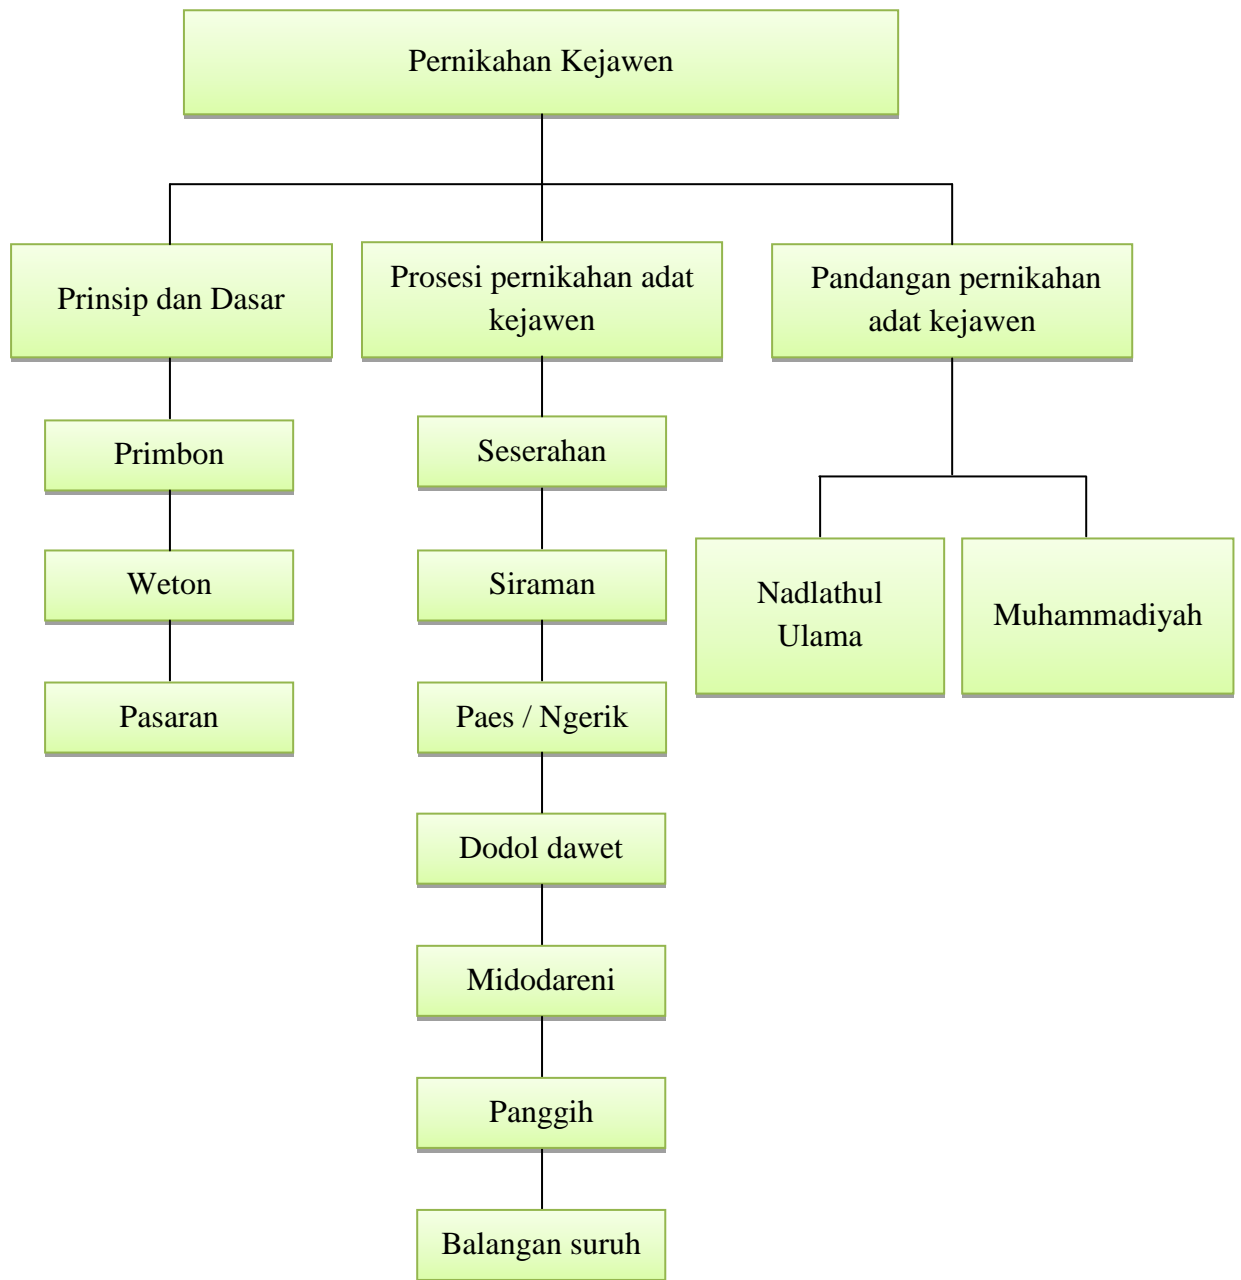 Pernikahan Kejawen
Prinsip dan Dasar
Prosesi pernikahan adat
kejawen
Pandangan pernikahan
adat kejawen
Primbon
Weton
Pasaran
Seserahan
Siraman
Paes / Ngerik
Dodol dawet
Midodareni
Panggih
Balangan suruh
Nadlathul
Ulama
Muhammadiyah